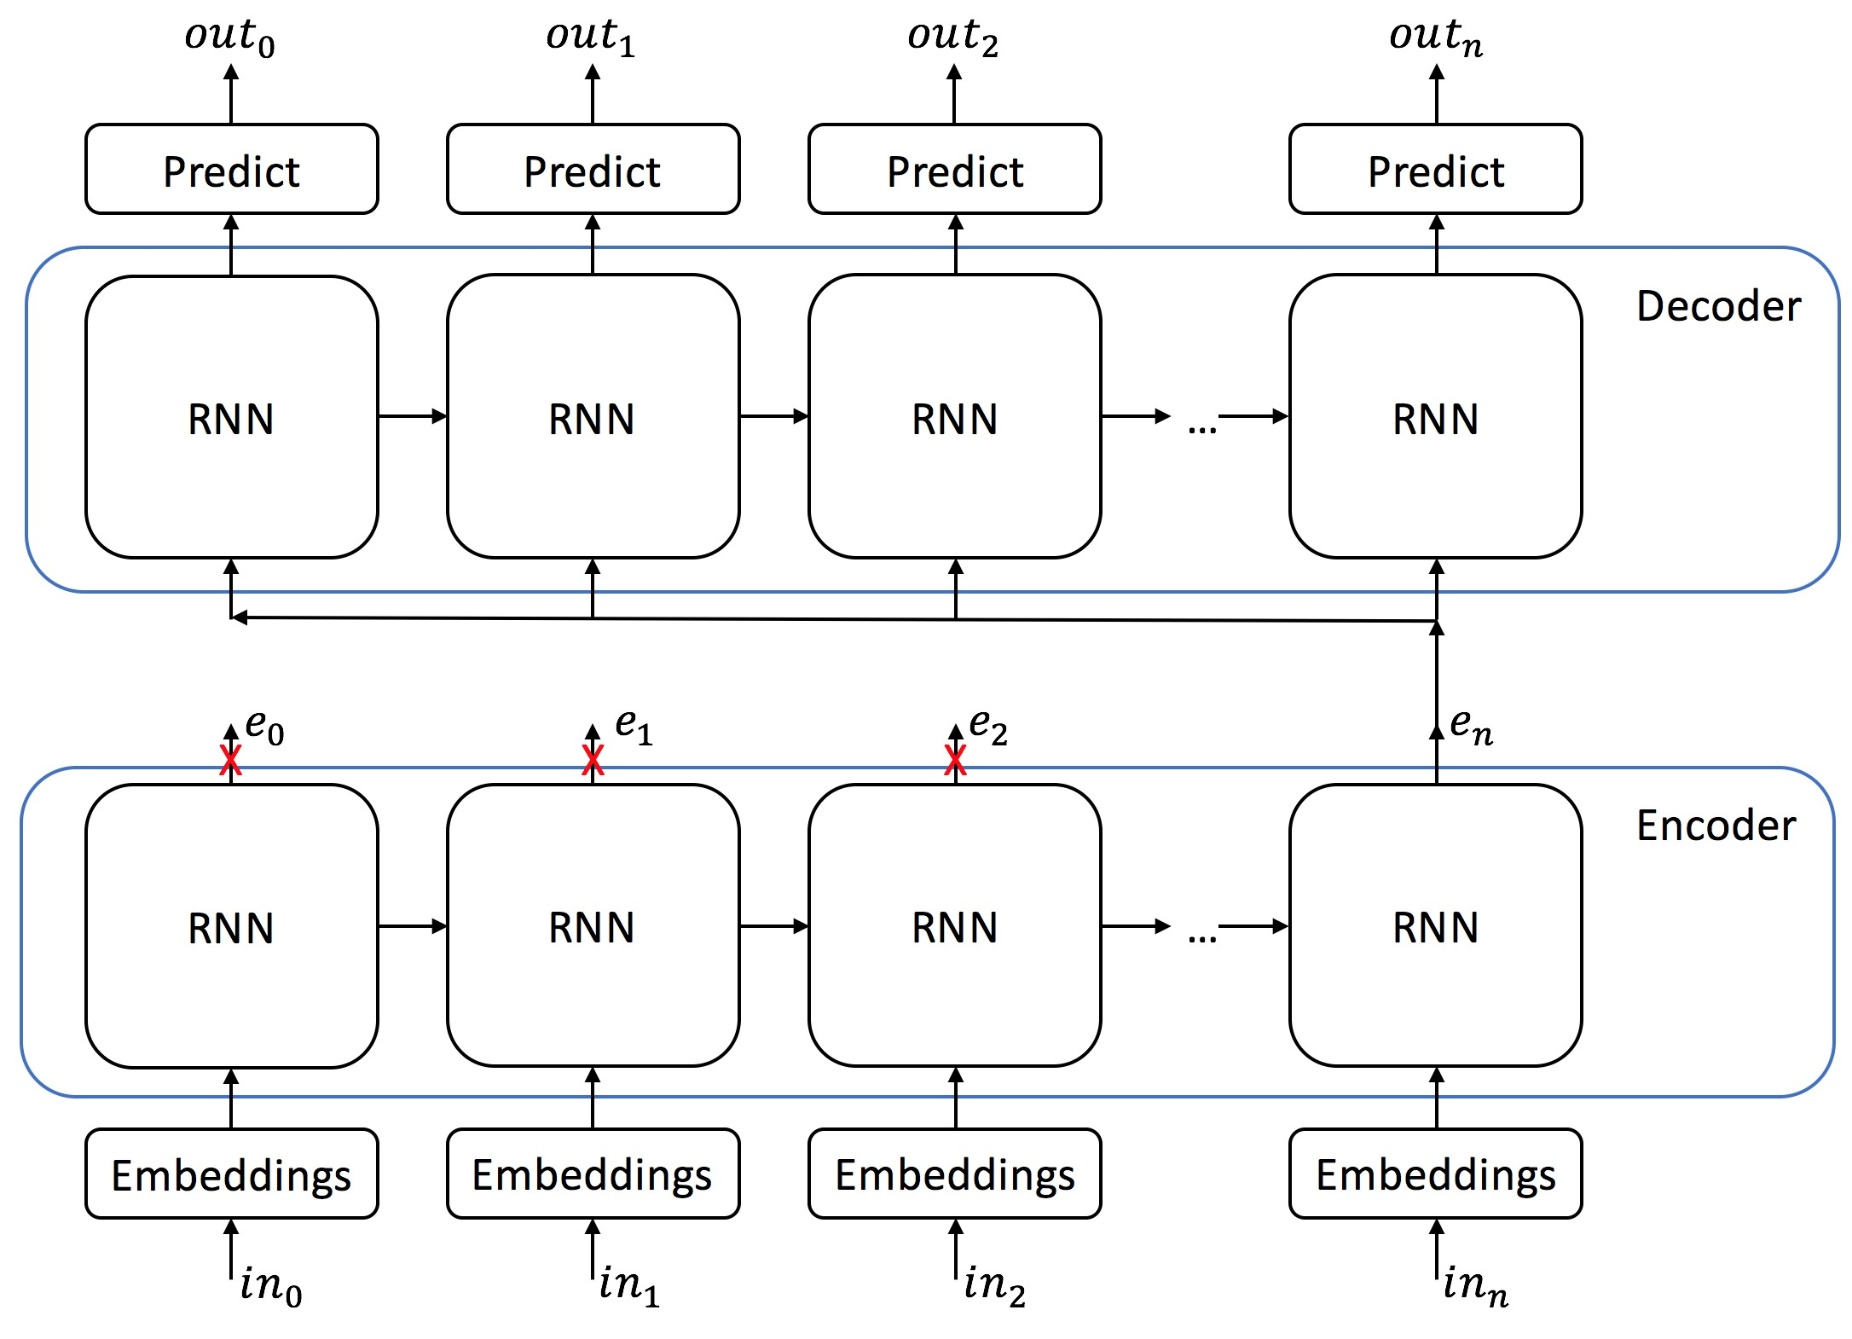 out₀ out₁ out₂ outₙ
Predict Predict Predict Predict
Decoder
RNN RNN RNN ... RNN
e₀ e₁ e₂ eₙ
X X X
Encoder
RNN RNN RNN ... RNN
Embeddings Embeddings Embeddings Embeddings
in₀ in₁ in₂ inₙ